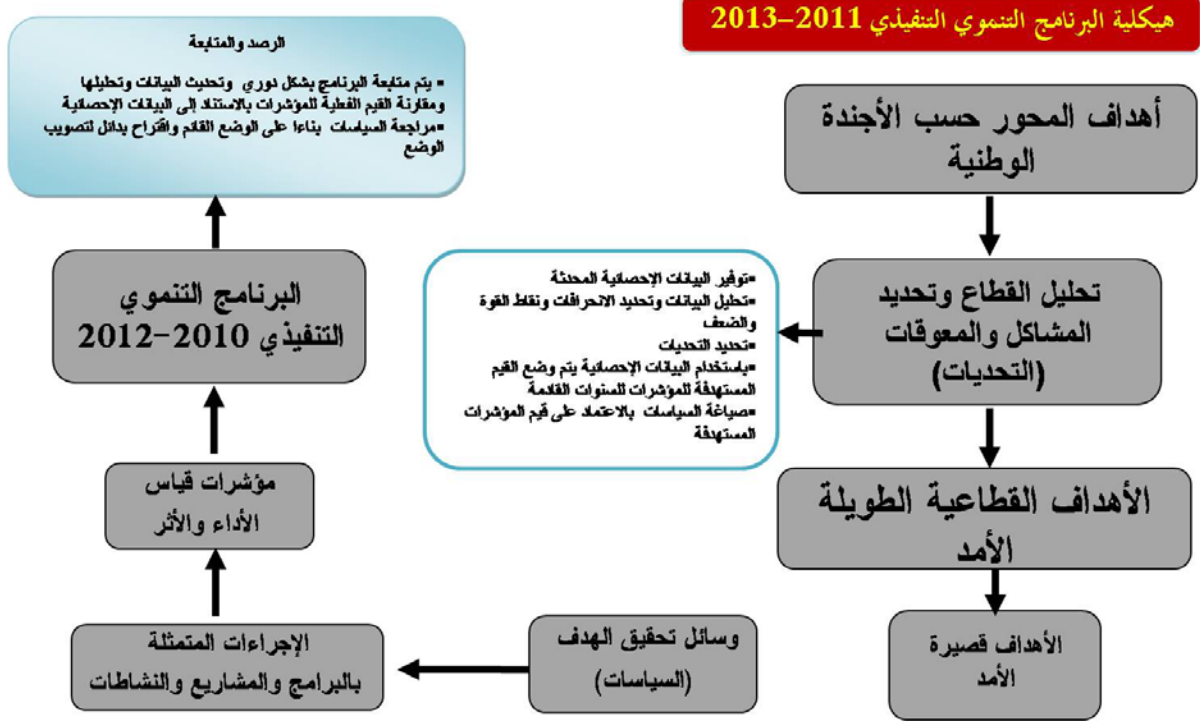 هيكلية البرنامج التنموي التنفيذي 2011–2013
أهداف المحور حسب الأجندة
الوطنية
تحليل القطاع وتحديد
المشاكل والمعوقات
(التحديات)
▪توفير البيانات الإحصائية المحدثة
▪تحليل البيانات وتحديد الانحرافات ونقاط القوة
والضعف
▪تحديد التحديات
▪باستخدام البيانات الإحصائية يتم وضع القيم
المستهدفة للمؤشرات للسنوات القادمة
▪صياغة السياسات بالاعتماد على قيم المؤشرات
المستهدفة
الأهداف القطاعية الطويلة
الأمد
الأهداف قصيرة
الأمد
وسائل تحقيق الهدف
(السياسات)
الإجراءات المتمثلة
بالبرامج والمشاريع والنشاطات
مؤشرات قياس
الأداء والأثر
البرنامج التنموي
التنفيذي 2010–2012
الرصد والمتابعة
▪ يتم متابعة البرنامج بشكل دوري وتحديث البيانات وتحليلها
ومقارنة القيم الفعلية للمؤشرات بالاستناد إلى البيانات الإحصائية
▪مراجعة السياسات بناءا على الوضع القائم واقتراح بدائل لتصويب
الوضع